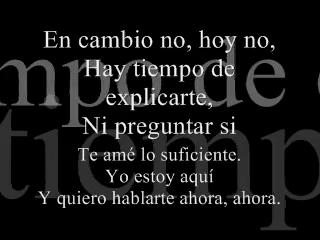 En cambio no, hoy no,
Hay tiempo de
explicarte,
Ni preguntar si
Te amé lo suficiente.
Yo estoy aquí
Y quiero hablarte ahora, ahora.